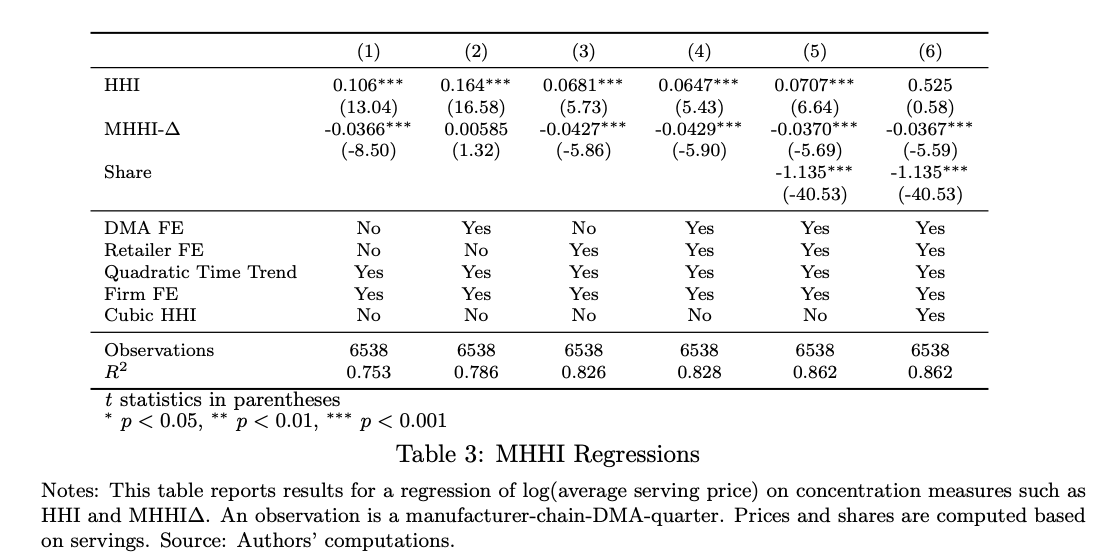 (1) (2) (3) (4) (5) (6)
HHI 0.106*** 0.164*** 0.0681*** 0.0647*** 0.0707*** 0.525
(13.04) (16.58) (5.73) (5.43) (6.64) (0.58)
MHHI-Δ -0.0366*** 0.00585 -0.0427*** -0.0429*** -0.0370*** -0.0367***
(-8.50) (1.32) (-5.86) (-5.90) (-5.69) (-5.59)
Share -1.135*** -1.135***
(-40.53) (-40.53)
DMA FE No Yes No Yes Yes Yes
Retailer FE No No Yes Yes Yes Yes
Quadratic Time Trend Yes Yes Yes Yes Yes Yes
Firm FE Yes Yes Yes Yes Yes Yes
Cubic HHI No No No No No Yes
Observations 6538 6538 6538 6538 6538 6538
R² 0.753 0.786 0.826 0.828 0.862 0.862
t statistics in parentheses
* p < 0.05, ** p < 0.01, *** p < 0.001
Table 3: MHHI Regressions
Notes: This table reports results for a regression of log(average serving price) on concentration measures such as
HHI and MHHIΔ. An observation is a manufacturer-chain-DMA-quarter. Prices and shares are computed based
on servings. Source: Authors' computations.